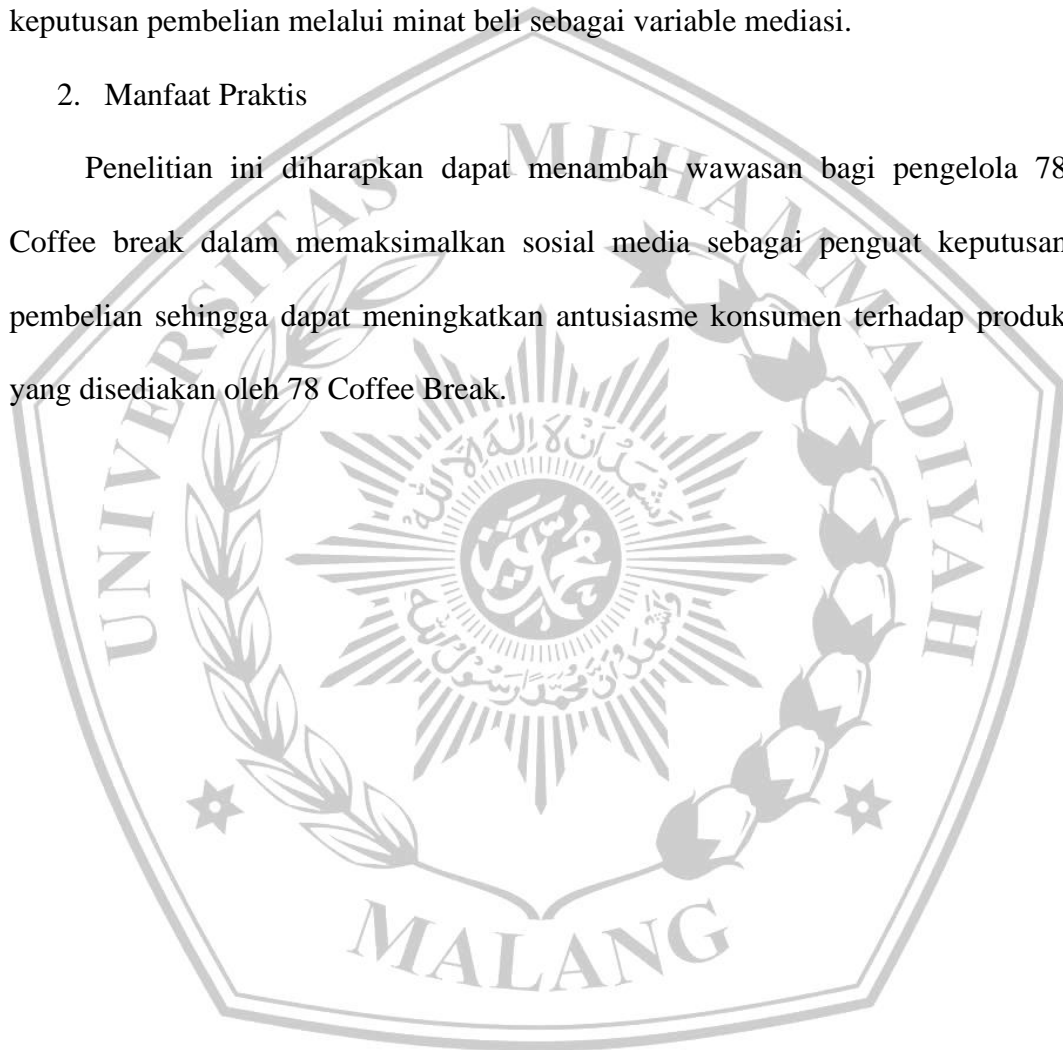 keputusan pembelian melalui minat beli sebagai variable mediasi.
2. Manfaat Praktis
Penelitian ini diharapkan dapat menambah wawasan bagi pengelola 78
Coffee break dalam memaksimalkan sosial media sebagai penguat keputusan
pembelian sehingga dapat meningkatkan antusiasme konsumen terhadap produk
yang disediakan oleh 78 Coffee Break.
UNIVERSITAS MUHAMMADIYAH
MALANG